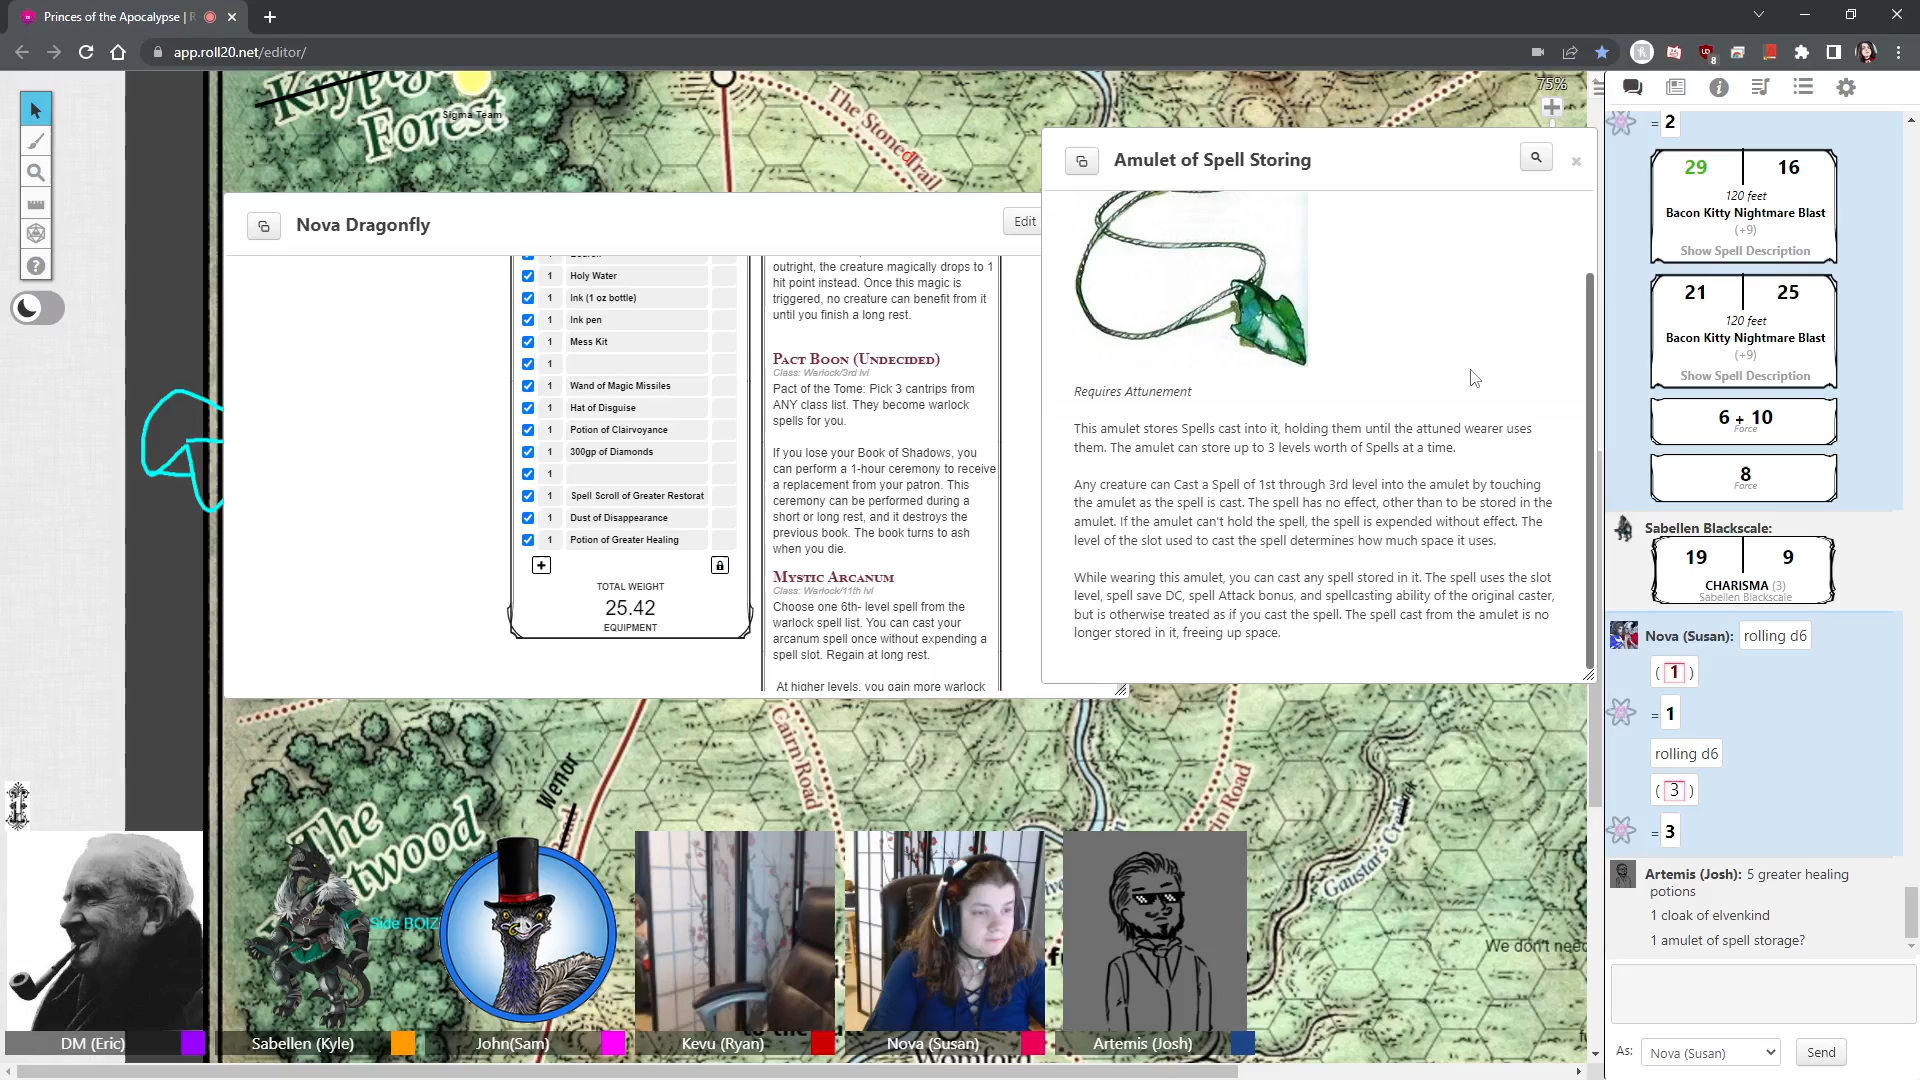 Princes of the Apocalypse | R
app.roll20.net/editor/
8
75%
Forest
Sigma Team
The Stoned Trail
Nova Dragonfly
Edit
Holy Water
Ink (1 oz bottle)
Ink pen
Mess Kit
Wand of Magic Missiles
Hat of Disguise
Potion of Clairvoyance
300gp of Diamonds
Spell Scroll of Greater Restorat
Dust of Disappearance
Potion of Greater Healing
1
1
1
1
1
1
1
1
1
1
1
1
1
TOTAL WEIGHT
25.42
EQUIPMENT
outright, the creature magically drops to 1
hit point instead. Once this magic is
triggered, no creature can benefit from it
until you finish a long rest.
Pact Boon (Undecided)
Class: Warlock/3rd lvl
Pact of the Tome: Pick 3 cantrips from
ANY class list. They become warlock
spells for you.
If you lose your Book of Shadows, you
can perform a 1-hour ceremony to receive
a replacement from your patron. This
ceremony can be performed during a
short or long rest, and it destroys the
previous book. The book turns to ash
when you die.
Mystic Arcanum
Class: Warlock/11th lvl
Choose one 6th- level spell from the
warlock spell list. You can cast your
arcanum spell once without expending a
spell slot. Regain at long rest.
At higher levels, you gain more warlock
Amulet of Spell Storing
Requires Attunement
This amulet stores Spells cast into it, holding them until the attuned wearer uses
them. The amulet can store up to 3 levels worth of Spells at a time.
Any creature can Cast a Spell of 1st through 3rd level into the amulet by touching
the amulet as the spell is cast. The spell has no effect, other than to be stored in the
amulet. If the amulet can't hold the spell, the spell is expended without effect. The
level of the slot used to cast the spell determines how much space it uses.
While wearing this amulet, you can cast any spell stored in it. The spell uses the slot
level, spell save DC, spell Attack bonus, and spellcasting ability of the original caster,
but is otherwise treated as if you cast the spell. The spell cast from the amulet is no
longer stored in it, freeing up space.
= 2
29 16
120 feet
Bacon Kitty Nightmare Blast
(+9)
Show Spell Description
21 25
120 feet
Bacon Kitty Nightmare Blast
(+9)
Show Spell Description
6 + 10
Force
8
Force
Sabellen Blackscale:
19 9
CHARISMA (3)
Sabellen Blackscale
Nova (Susan): rolling d6
( 1 )
= 1
rolling d6
( 3 )
= 3
Artemis (Josh): 5 greater healing
potions
1 cloak of elvenkind
1 amulet of spell storage?
As: Nova (Susan) Send
Cairn Road
The
twood
Side BOIZ
Gaustar's Creek
We don't need
DM (Eric)
Sabellen (Kyle)
John(Sam)
Kevu (Ryan)
Nova (Susan)
Artemis (Josh)